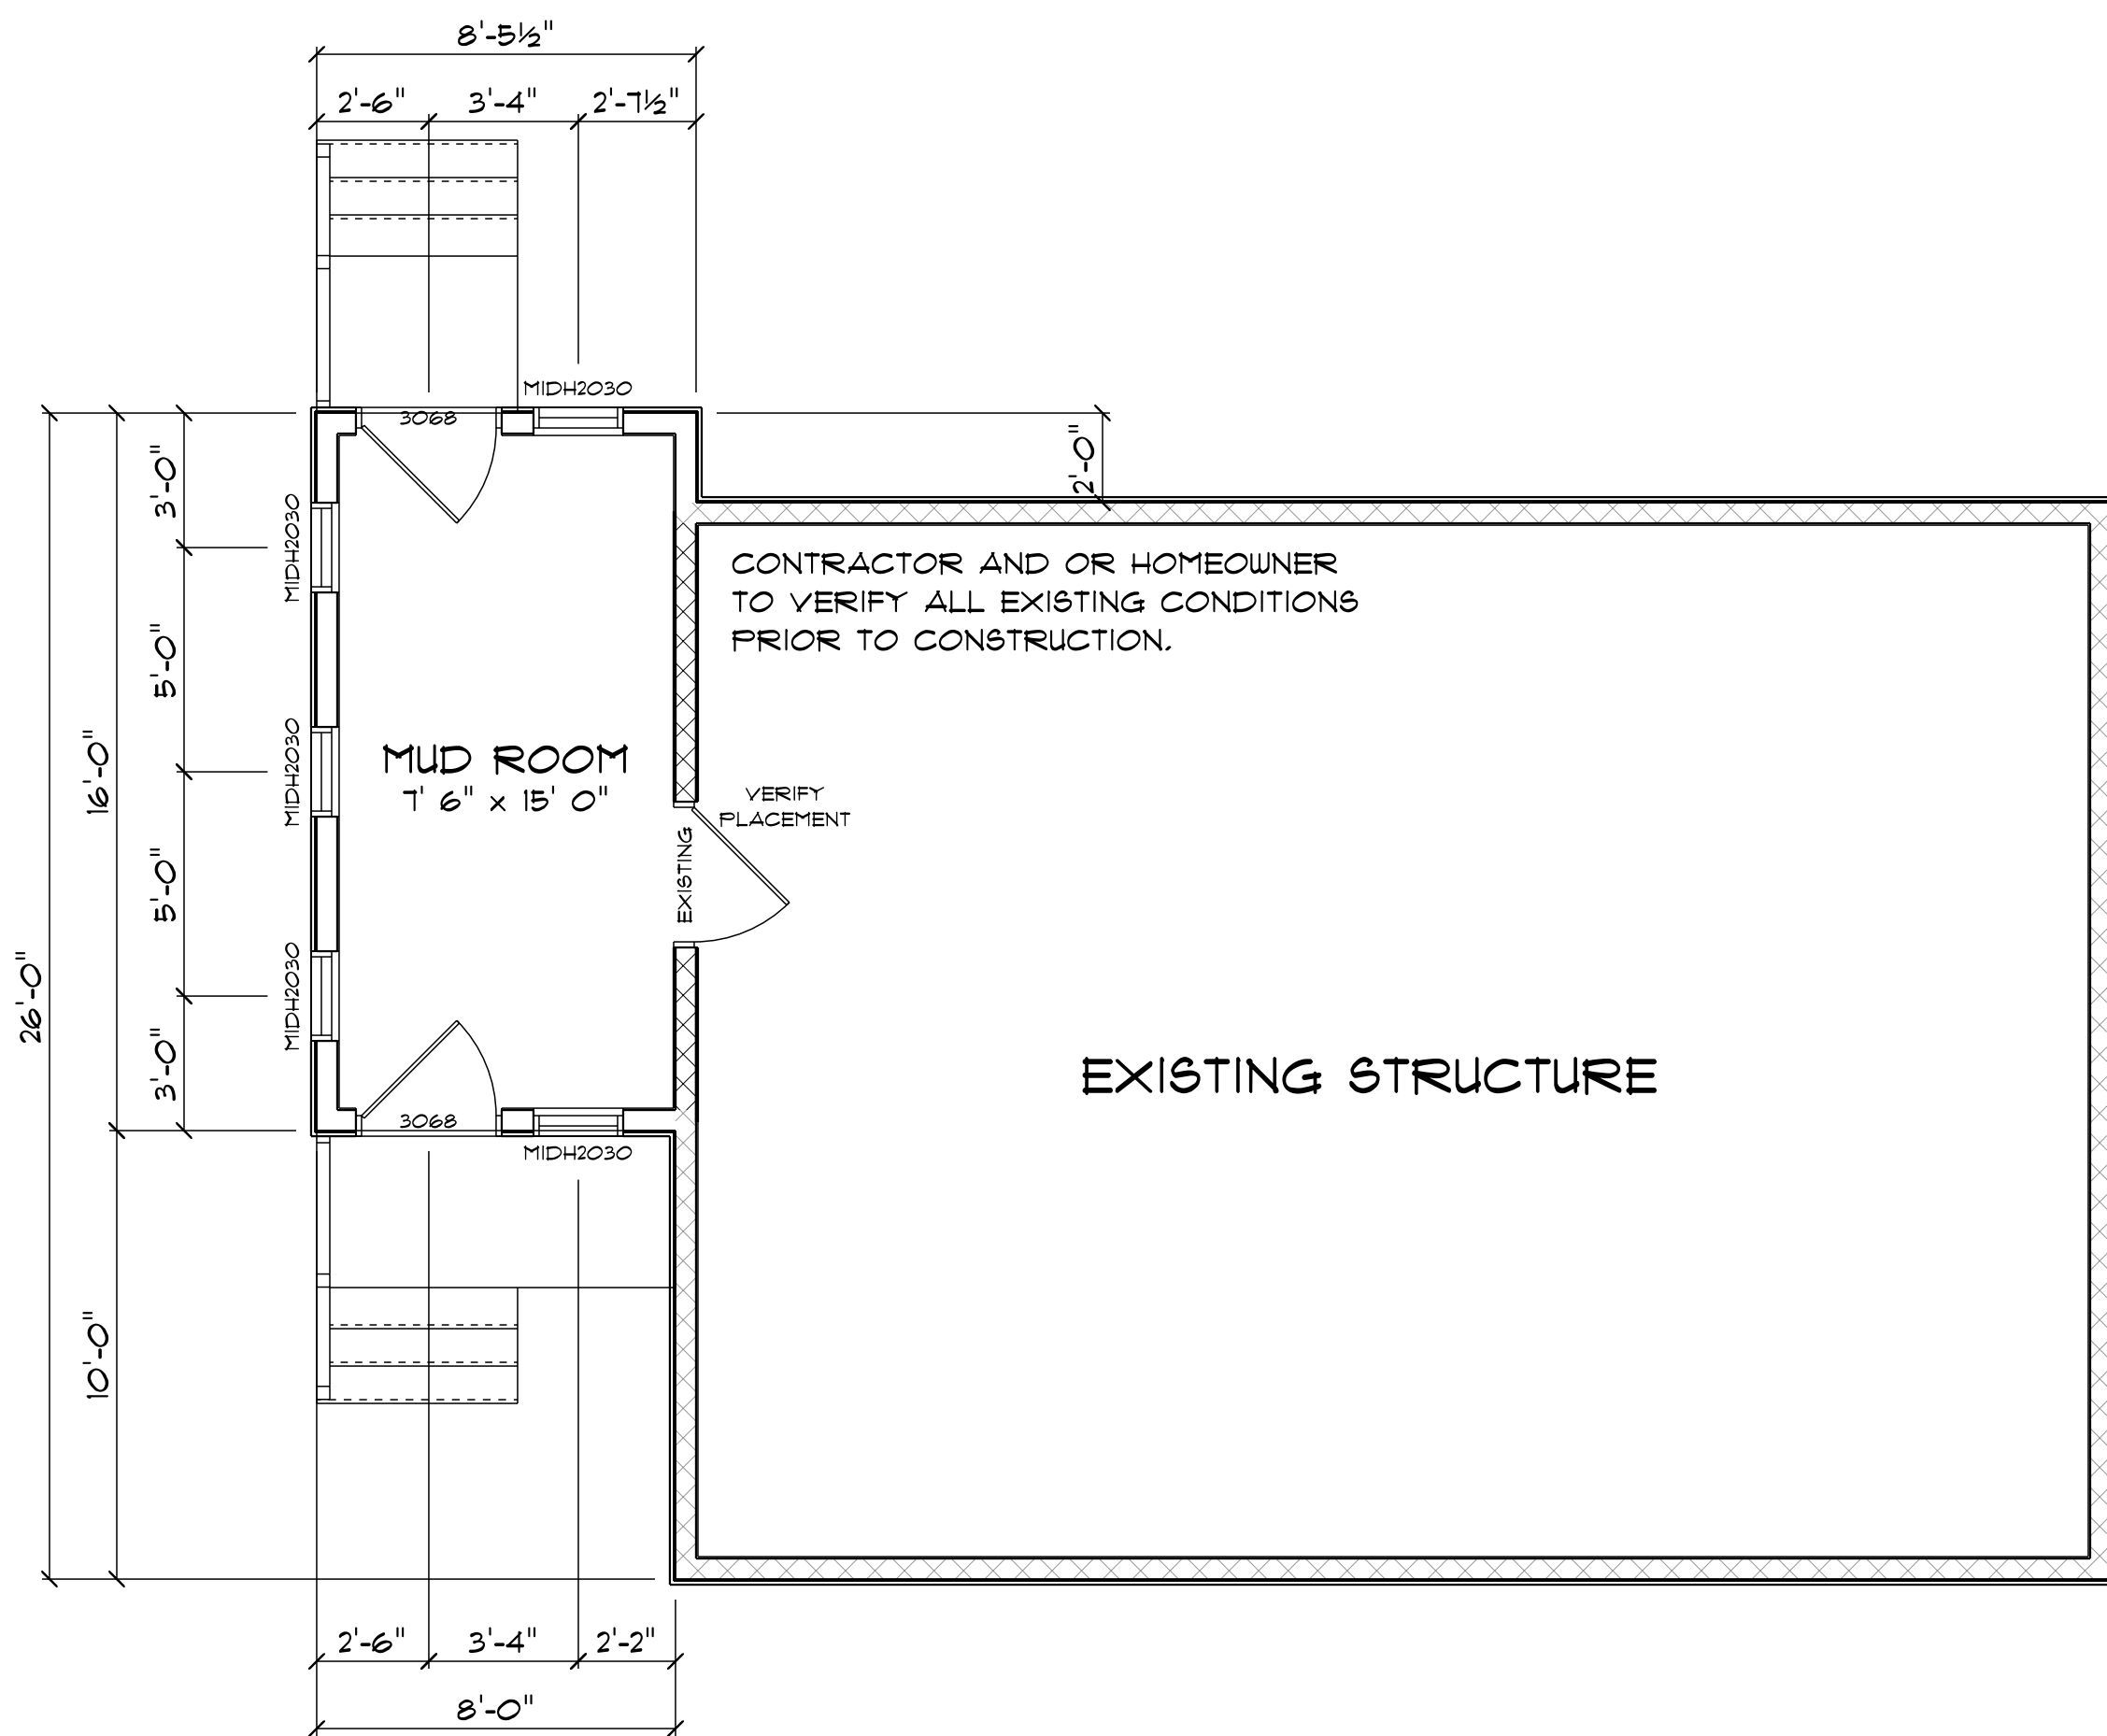 8'-5½"
2'-6" 3'-4" 2'-7½"
MIDH2030
3068
2'-0"
3'-0"
MIDH2030
CONTRACTOR AND OR HOMEOWNER
TO VERIFY ALL EXISTING CONDITIONS
PRIOR TO CONSTRUCTION.
5'-0"
16'-0"
MIDH2030
MUD ROOM
7' 6" x 15' 0"
VERIFY
PLACEMENT
EXISTING
5'-0"
26'-0"
MIDH2030
3'-0"
EXISTING STRUCTURE
3068
MIDH2030
10'-0"
2'-6" 3'-4" 2'-2"
8'-0"